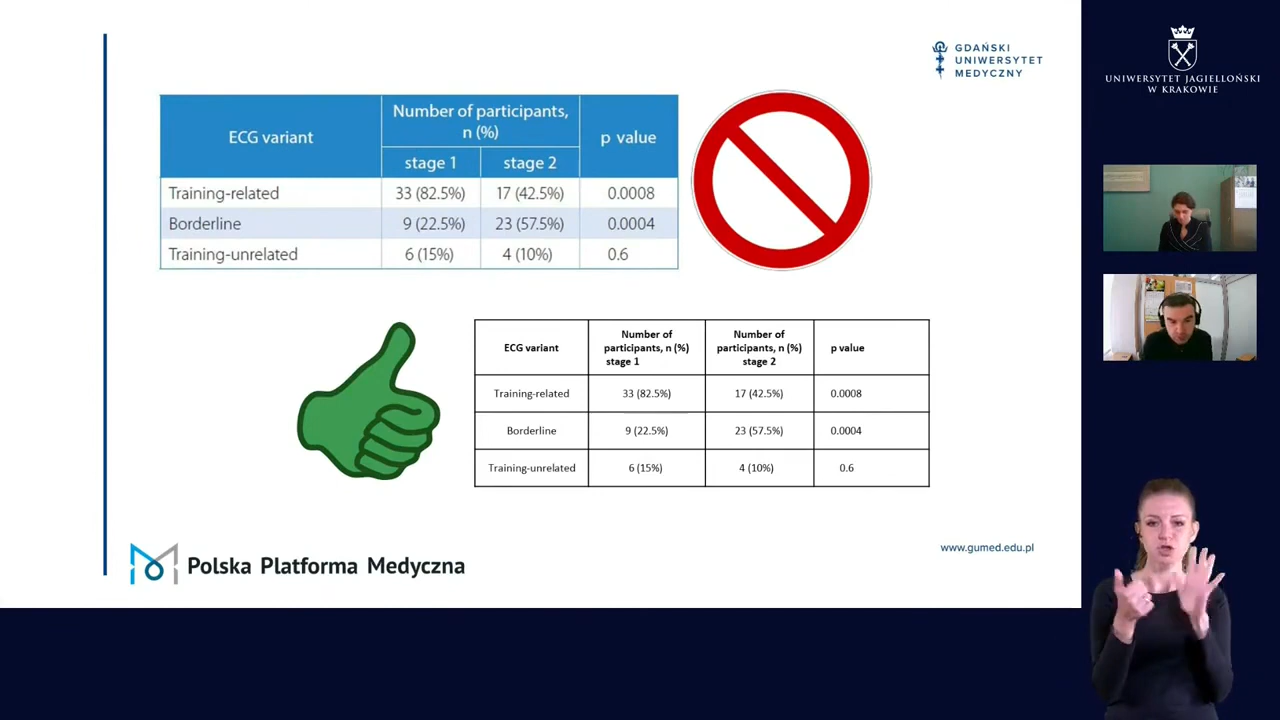 GDAŃSKI
UNIWERSYTET
MEDYCZNY
UNIWERSYTET JAGIELLOŃSKI
W KRAKOWIE
ECG variant
Number of participants,
n (%)
p value
stage 1
stage 2
Training-related 33 (82.5%) 17 (42.5%) 0.0008
Borderline 9 (22.5%) 23 (57.5%) 0.0004
Training-unrelated 6 (15%) 4 (10%) 0.6
ECG variant
Number of
participants, n (%)
stage 1
Number of
participants, n (%)
stage 2
p value
Training-related 33 (82.5%) 17 (42.5%) 0.0008
Borderline 9 (22.5%) 23 (57.5%) 0.0004
Training-unrelated 6 (15%) 4 (10%) 0.6
www.gumed.edu.pl
Polska Platforma Medyczna